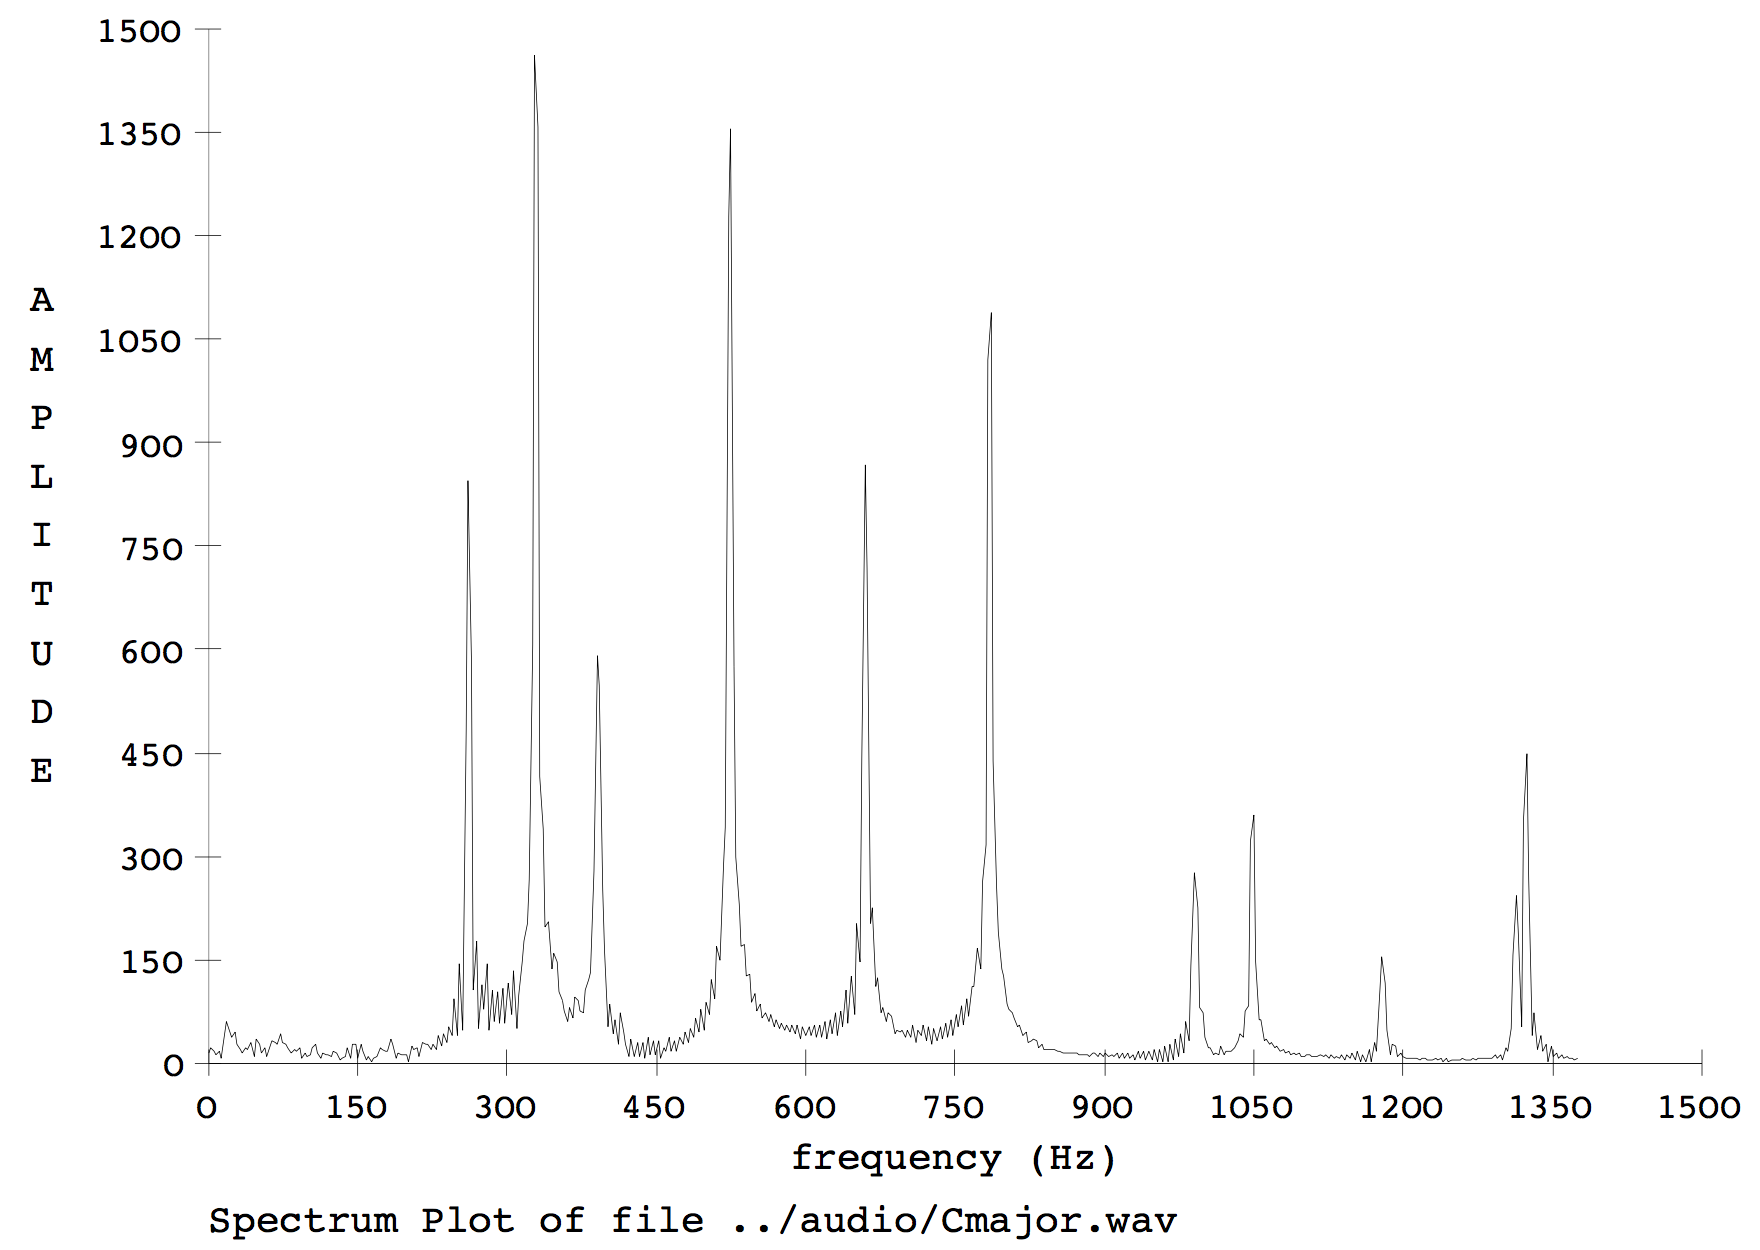 1500
1350
1200
1050
900
750
600
450
300
150
0
A
M
P
L
I
T
U
D
E
0 150 300 450 600 750 900 1050 1200 1350 1500
frequency (Hz)
Spectrum Plot of file ../audio/Cmajor.wav